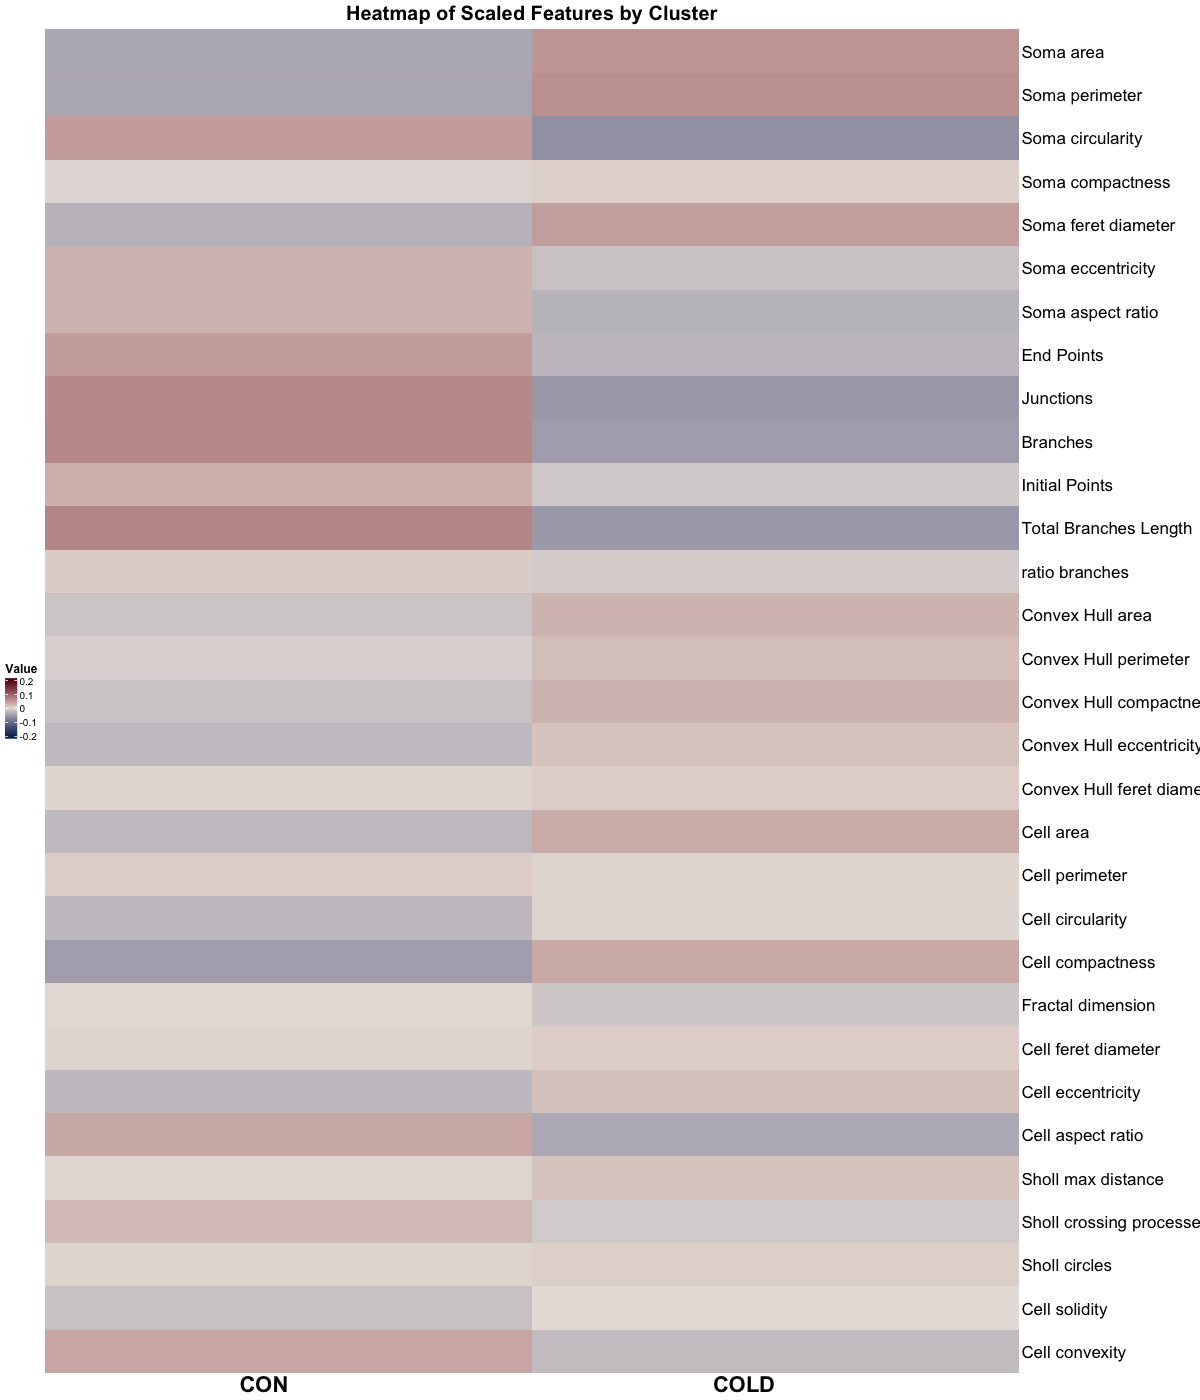 Heatmap of Scaled Features by Cluster
Soma area
Soma perimeter
Soma circularity
Soma compactness
Soma feret diameter
Soma eccentricity
Soma aspect ratio
End Points
Junctions
Branches
Initial Points
Total Branches Length
ratio branches
Convex Hull area
Convex Hull perimeter
Convex Hull compactne
Convex Hull eccentricity
Convex Hull feret diame
Cell area
Cell perimeter
Cell circularity
Cell compactness
Fractal dimension
Cell feret diameter
Cell eccentricity
Cell aspect ratio
Sholl max distance
Sholl crossing processe
Sholl circles
Cell solidity
Cell convexity
Value
0.2
0.1
0
-0.1
-0.2
CON COLD